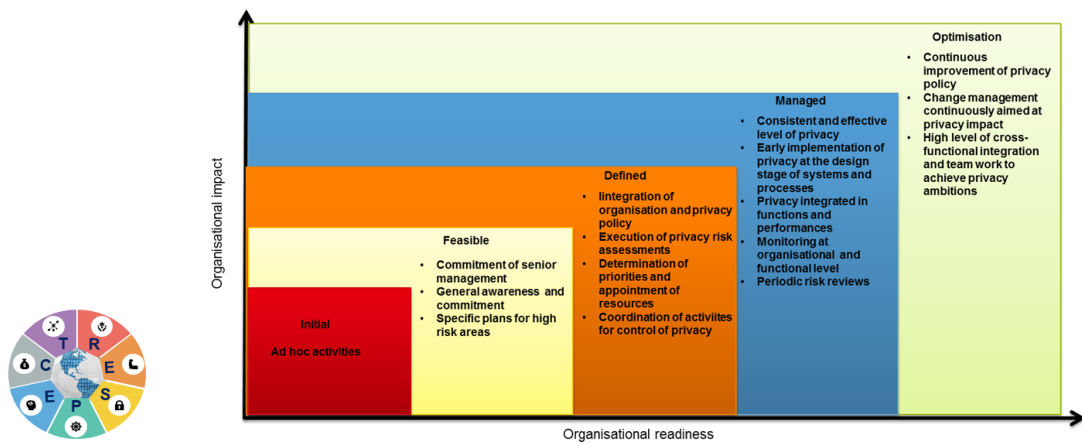 Optimisation
• Continuous
improvement of privacy
policy
• Change management
continuously aimed at
privacy impact
• High level of cross-
functional integration
and team work to
achieve privacy
ambitions
Managed
• Consistent and effective
level of privacy
• Early implementation of
privacy at the design
stage of systems and
processes
• Privacy integrated in
functions and
performances
• Monitoring at
organisational and
functional level
• Periodic risk reviews
Defined
• Iintegration of
organisation and privacy
policy
• Execution of privacy risk
assessments
• Determination of
priorities and
appointment of
resources
• Coordination of activiites
for control of privacy
Feasible
• Commitment of senior
management
• General awareness and
commitment
• Specific plans for high
risk areas
Initial
Ad hoc activities
Organisational impact
Organisational readiness
R
E
S
P
E
C
T